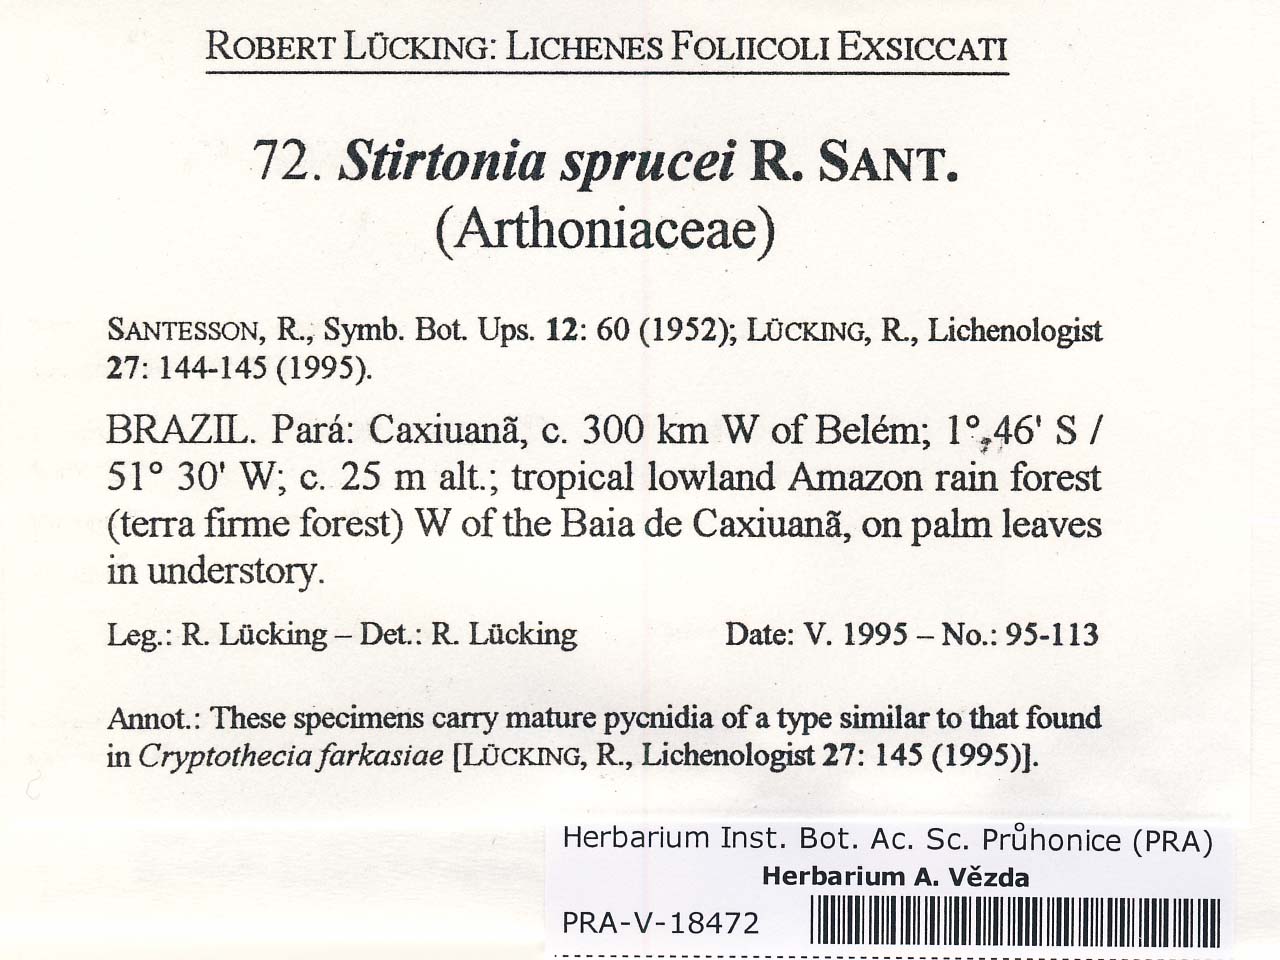 ROBERT LÜCKING: LICHENES FOLIICOLI EXSICCATI
72. Stirtonia sprucei R. SANT.
(Arthoniaceae)
SANTESSON, R., Symb. Bot. Ups. 12: 60 (1952); LÜCKING, R., Lichenologist
27: 144-145 (1995).
BRAZIL. Pará: Caxiuanã, c. 300 km W of Belém; 1° 46' S /
51° 30' W; c. 25 m alt.; tropical lowland Amazon rain forest
(terra firme forest) W of the Baia de Caxiuanã, on palm leaves
in understory.
Leg.: R. Lücking – Det.: R. Lücking Date: V. 1995 – No.: 95-113
Annot.: These specimens carry mature pycnidia of a type similar to that found
in Cryptothecia farkasiae [LÜCKING, R., Lichenologist 27: 145 (1995)].
Herbarium Inst. Bot. Ac. Sc. Průhonice (PRA)
Herbarium A. Vězda
PRA-V-18472